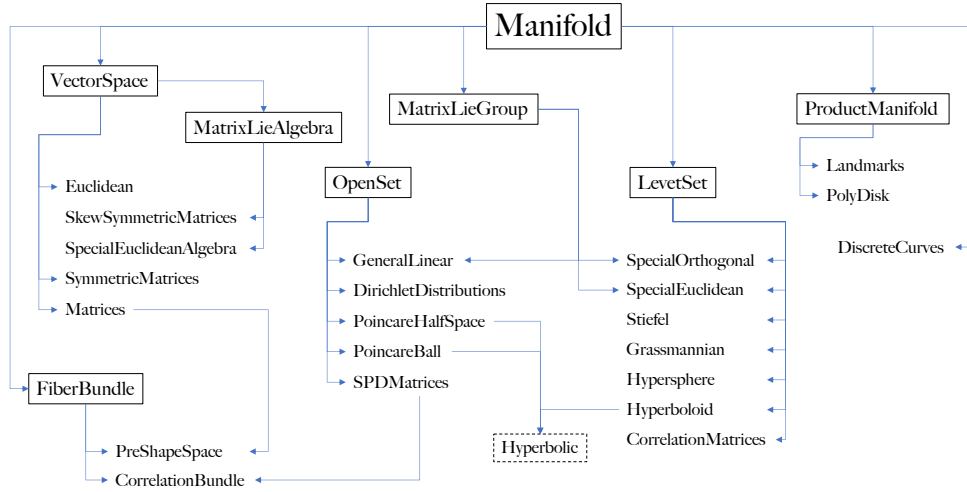 Manifold
VectorSpace
MatrixLieAlgebra
MatrixLieGroup
ProductManifold
OpenSet
LevetSet
Landmarks
PolyDisk
Euclidean
SkewSymmetricMatrices
SpecialEuclideanAlgebra
SymmetricMatrices
Matrices
DiscreteCurves
GeneralLinear
DirichletDistributions
PoincareHalfSpace
PoincareBall
SPDMatrices
SpecialOrthogonal
SpecialEuclidean
Stiefel
Grassmannian
Hypersphere
Hyperboloid
CorrelationMatrices
FiberBundle
Hyperbolic
PreShapeSpace
CorrelationBundle